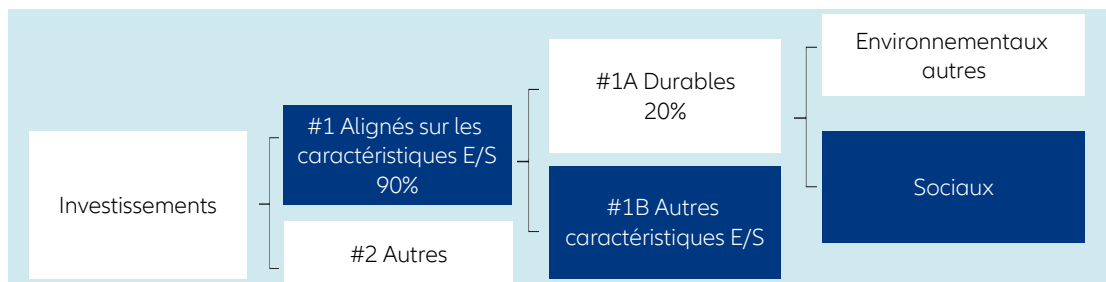 Investissements
#1 Alignés sur les
caractéristiques E/S
90%
#2 Autres
#1A Durables
20%
#1B Autres
caractéristiques E/S
Environnementaux
autres
Sociaux